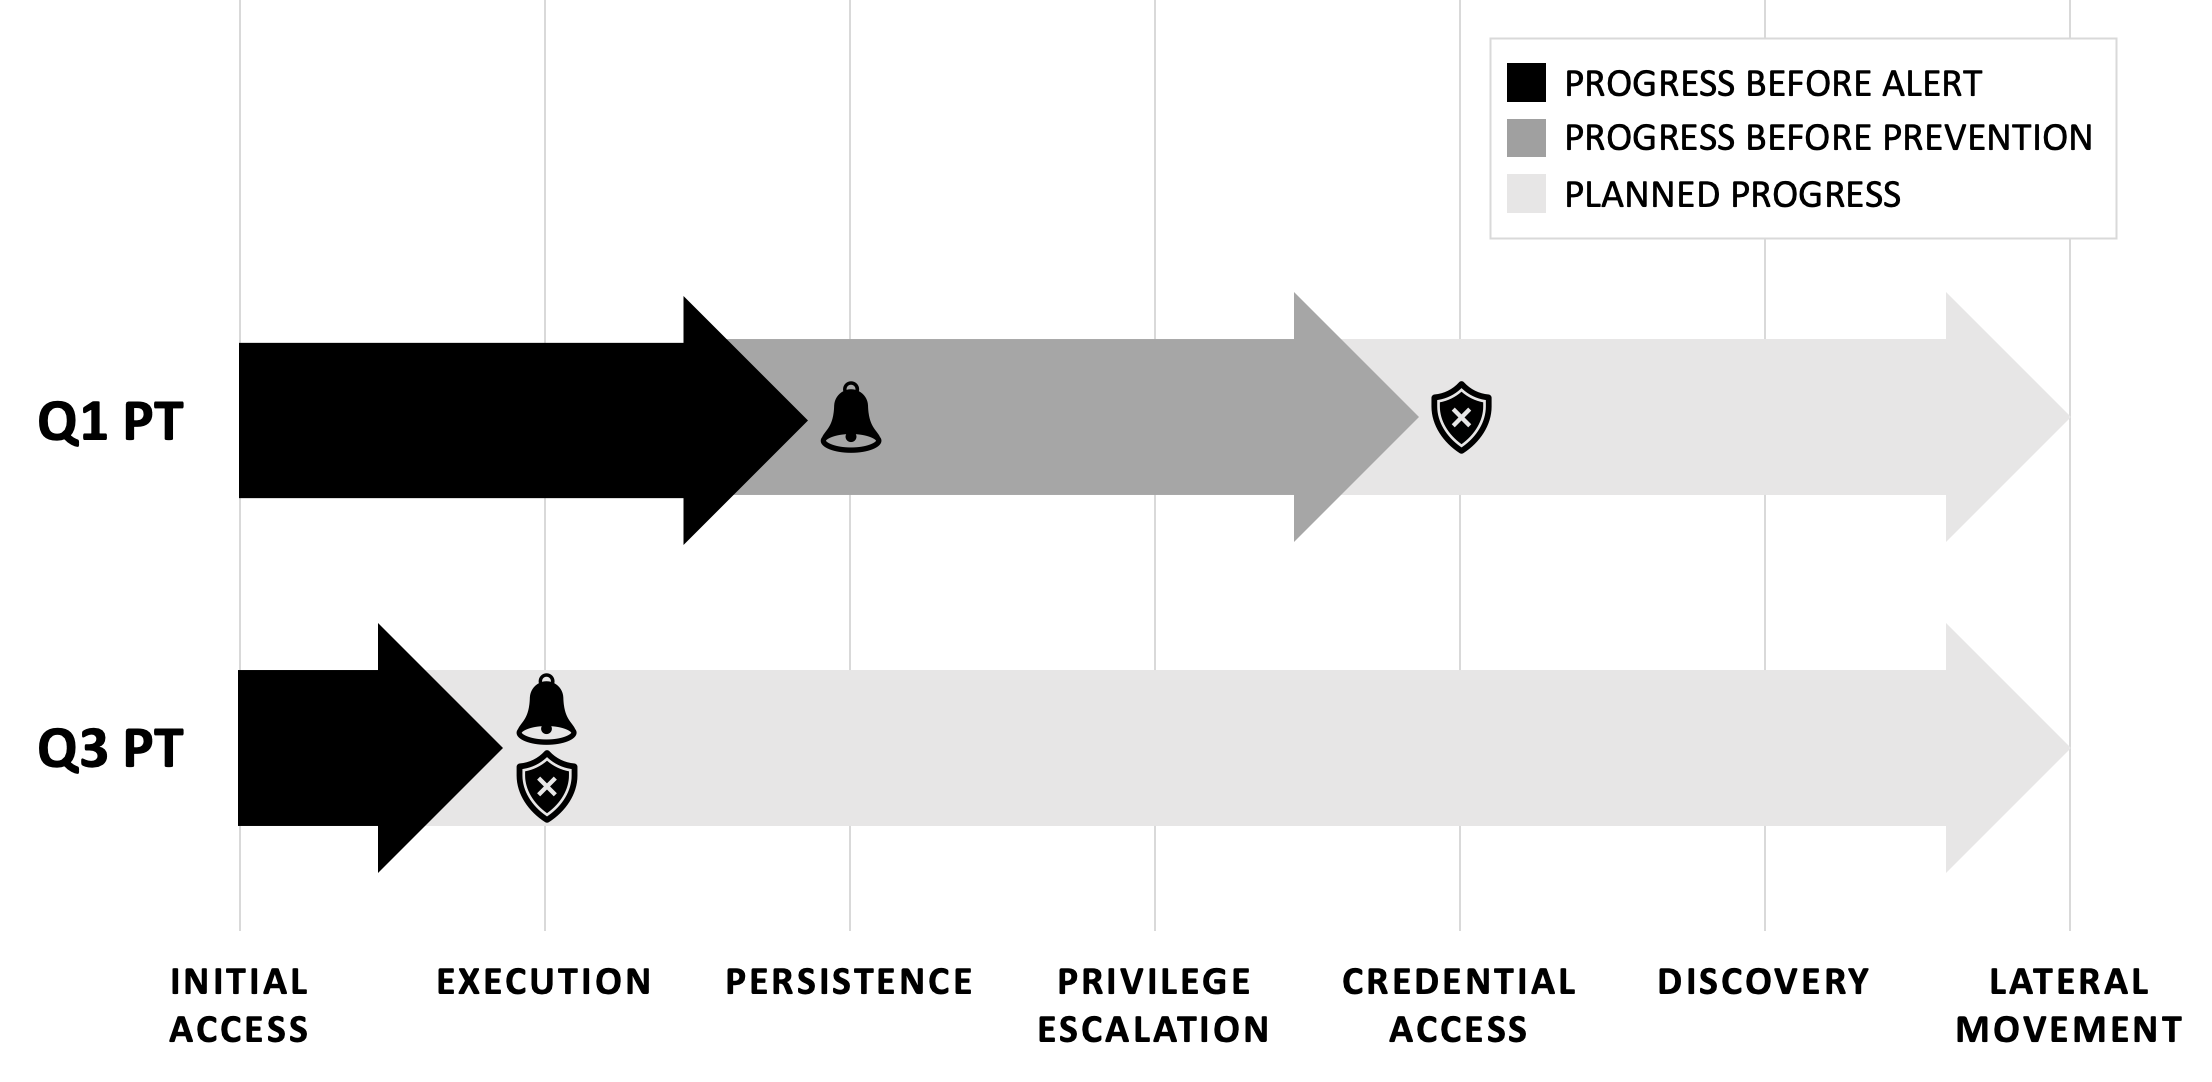 PROGRESS BEFORE ALERT
PROGRESS BEFORE PREVENTION
PLANNED PROGRESS
Q1 PT
Q3 PT
INITIAL
ACCESS
EXECUTION
PERSISTENCE
PRIVILEGE
ESCALATION
CREDENTIAL
ACCESS
DISCOVERY
LATERAL
MOVEMENT